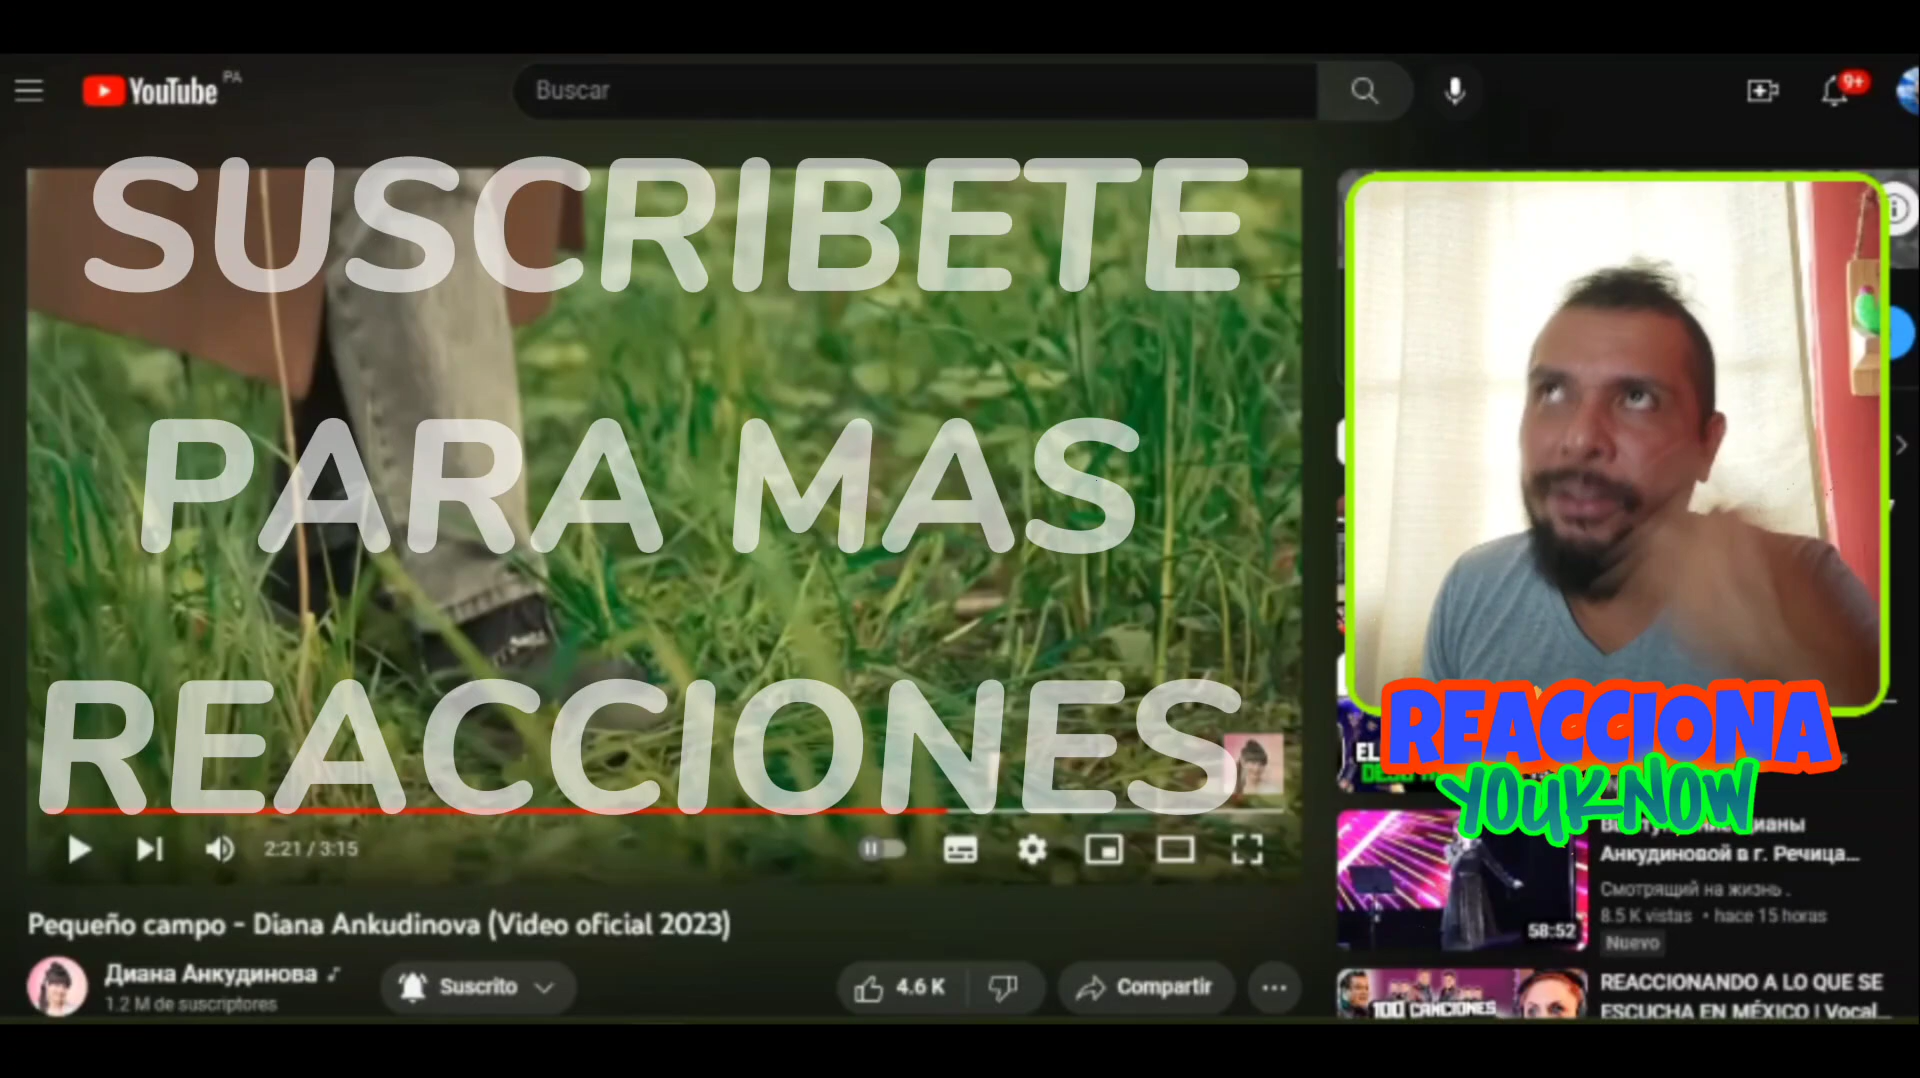 YouTube PA
Buscar
9+
SUSCRIBETE
PARA MAS
REACCIONES
REACCIONA
YOUKNOW
EL
2:21 / 3:15
Pequeño campo - Diana Ankudinova (Video oficial 2023)
Диана Анкудинова
1.2 M de suscriptores
Suscrito
4.6 K
Compartir
58:52
Анкудиновой в г. Речица...
Смотрящий на жизнь .
8.5 K vistas • hace 15 horas
Nuevo
100 CANCIONES
REACCIONANDO A LO QUE SE
ESCUCHA EN MÉXICO | Vocal...